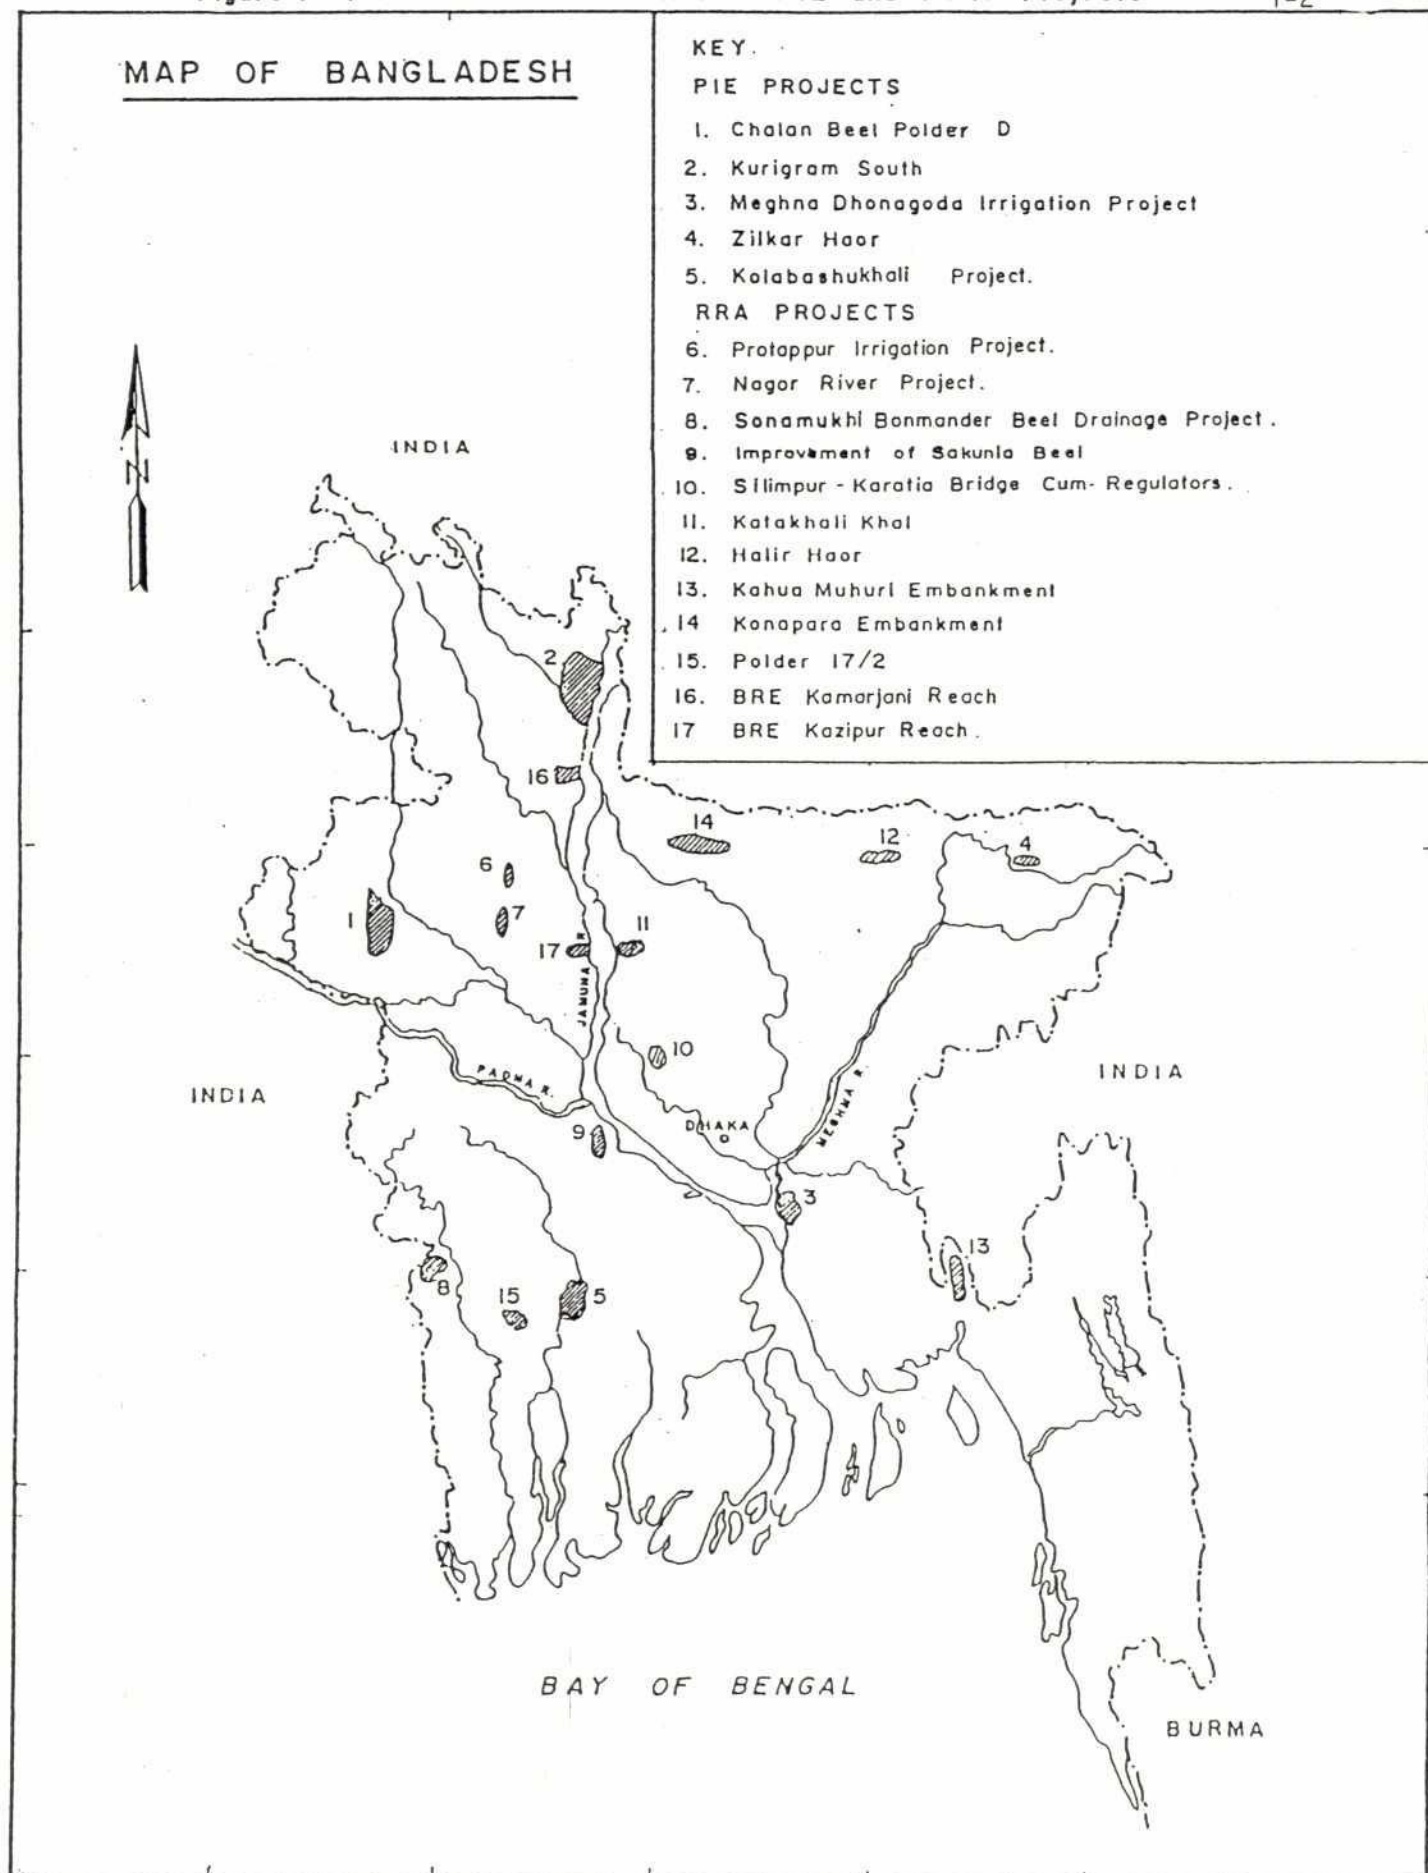 MAP OF BANGLADESH
KEY.
PIE PROJECTS
1. Chalan Beel Polder D
2. Kurigram South
3. Meghna Dhonagoda Irrigation Project
4. Zilkar Haor
5. Kolabashukhali Project.
RRA PROJECTS
6. Protappur Irrigation Project.
7. Nagor River Project.
8. Sonamukhi Bonmander Beel Drainage Project.
9. Improvement of Sakunia Beel
10. Silimpur - Karatia Bridge Cum- Regulators.
11. Katakhali Khal
12. Halir Haor
13. Kahua Muhuri Embankment
14 Konapara Embankment
15. Polder 17/2
16. BRE Kamarjani Reach
17 BRE Kazipur Reach.
N
INDIA
2
16
14
12
4
6
1
7
17
11
JAMUNA R
10
PADMA R.
INDIA
INDIA
DHAKA
MEGHNA R.
9
3
13
8
15
5
BAY OF BENGAL
BURMA